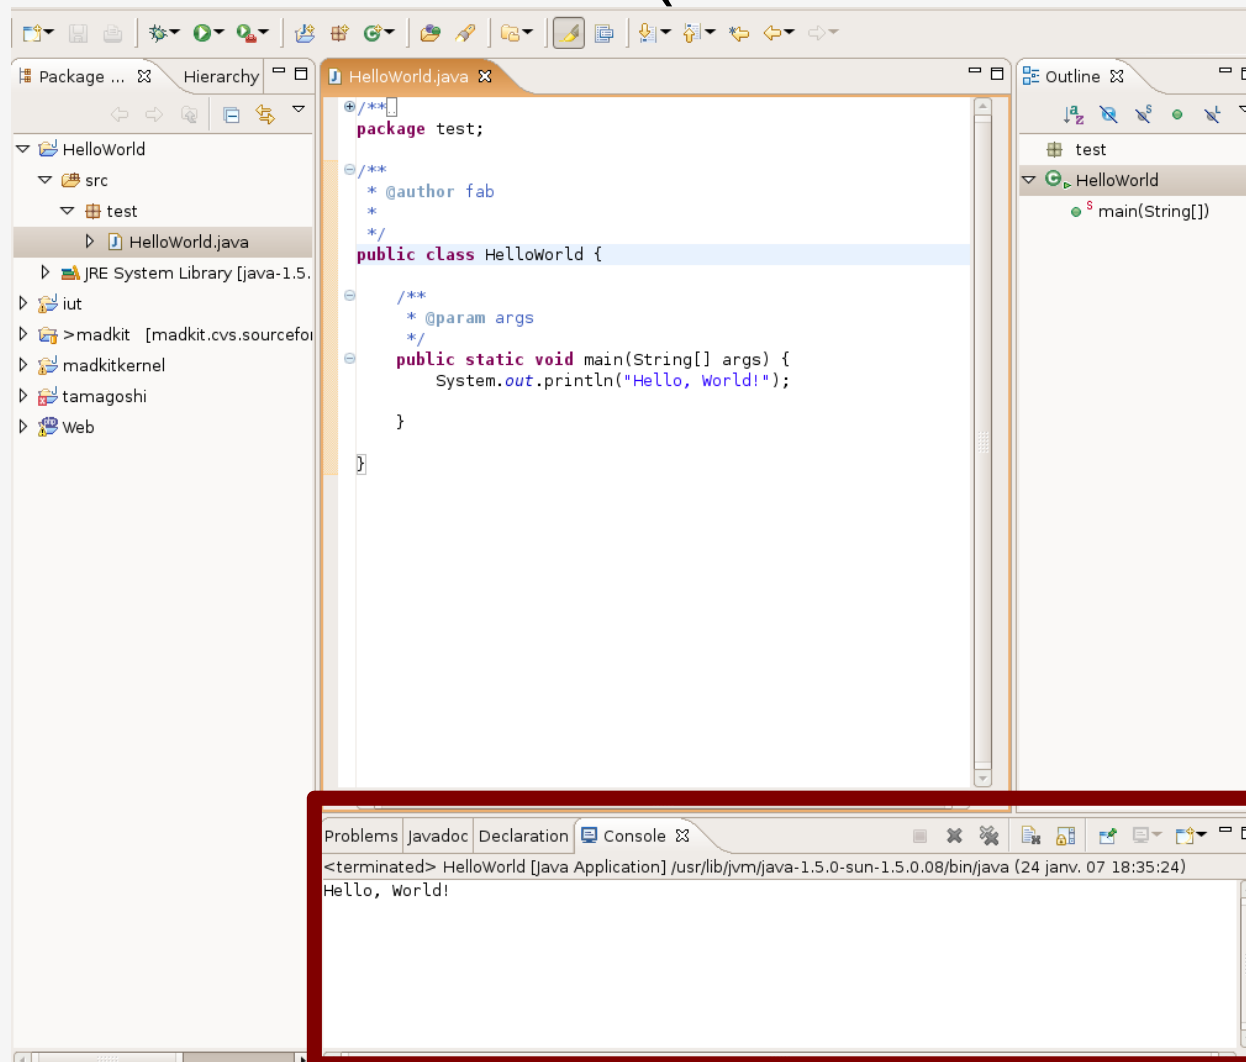 Package ...
Hierarchy
HelloWorld
src
test
HelloWorld.java
JRE System Library [java-1.5.
iut
>madkit [madkit.cvs.sourcefor
madkitkernel
tamagoshi
Web
HelloWorld.java
/**
package test;
/**
* @author fab
*
*/
public class HelloWorld {
/**
* @param args
*/
public static void main(String[] args) {
System.out.println("Hello, World!");
}
}
Outline
test
HelloWorld
main(String[])
Problems Javadoc Declaration Console
<terminated> HelloWorld [Java Application] /usr/lib/jvm/java-1.5.0-sun-1.5.0.08/bin/java (24 janv. 07 18:35:24)
Hello, World!